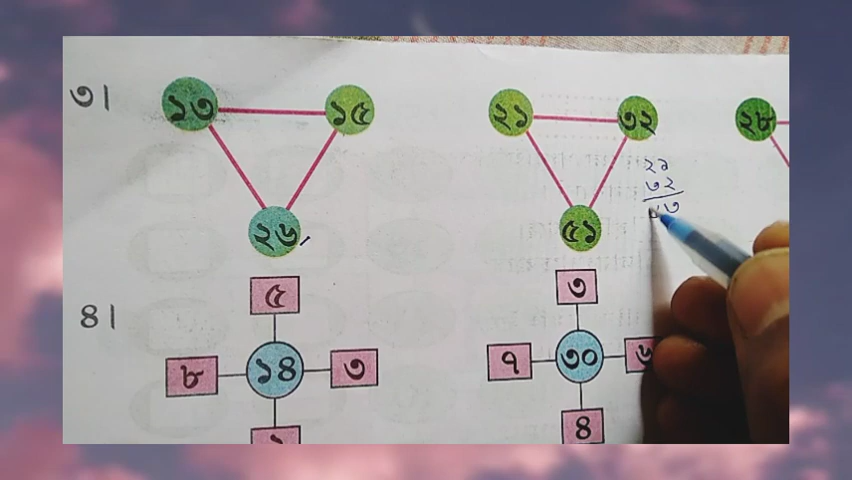 ৩। ১৩ ১৫ ২১ ৩২ ২৮
২১
৩২
৫৩
২৬ ৫১
৪। ৫ ৩
৮ ১৪ ৩ ৭ ৩০ ৬
৪